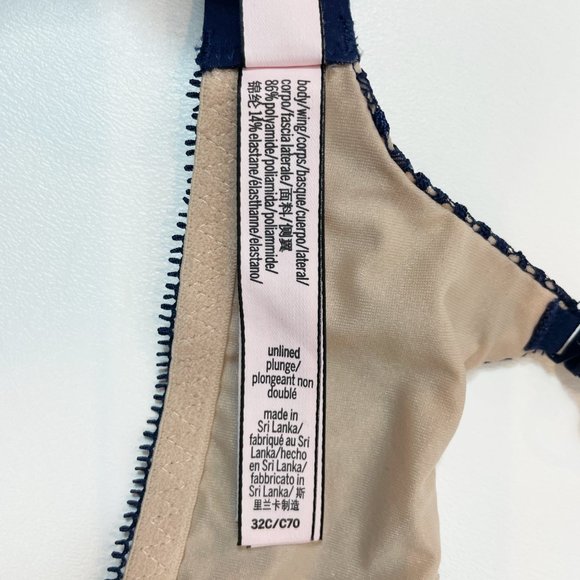 body/wing/corps/basque/cuerpo/lateral/
corpo/fascia laterale/面料/侧翼
86%polyamide/poliamida/poliammide/
锦纶 14%elastane/élasthanne/elastano/
unlined
plunge/
plongeant non
doublé
made in
Sri Lanka/
fabriqué au Sri
Lanka/hecho
en Sri Lanka/
fabbricato in
Sri Lanka/ 斯
里兰卡制造
32C/C70